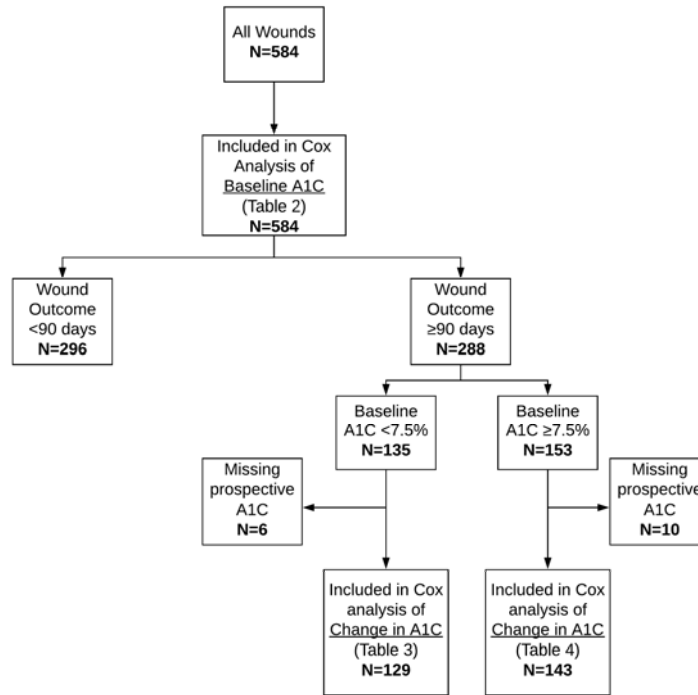 All Wounds
N=584
Included in Cox
Analysis of
Baseline A1C
(Table 2)
N=584
Wound
Outcome
<90 days
N=296
Wound
Outcome
≥90 days
N=288
Baseline
A1C <7.5%
N=135
Baseline
A1C ≥7.5%
N=153
Missing
prospective
A1C
N=6
Missing
prospective
A1C
N=10
Included in Cox
analysis of
Change in A1C
(Table 3)
N=129
Included in Cox
analysis of
Change in A1C
(Table 4)
N=143